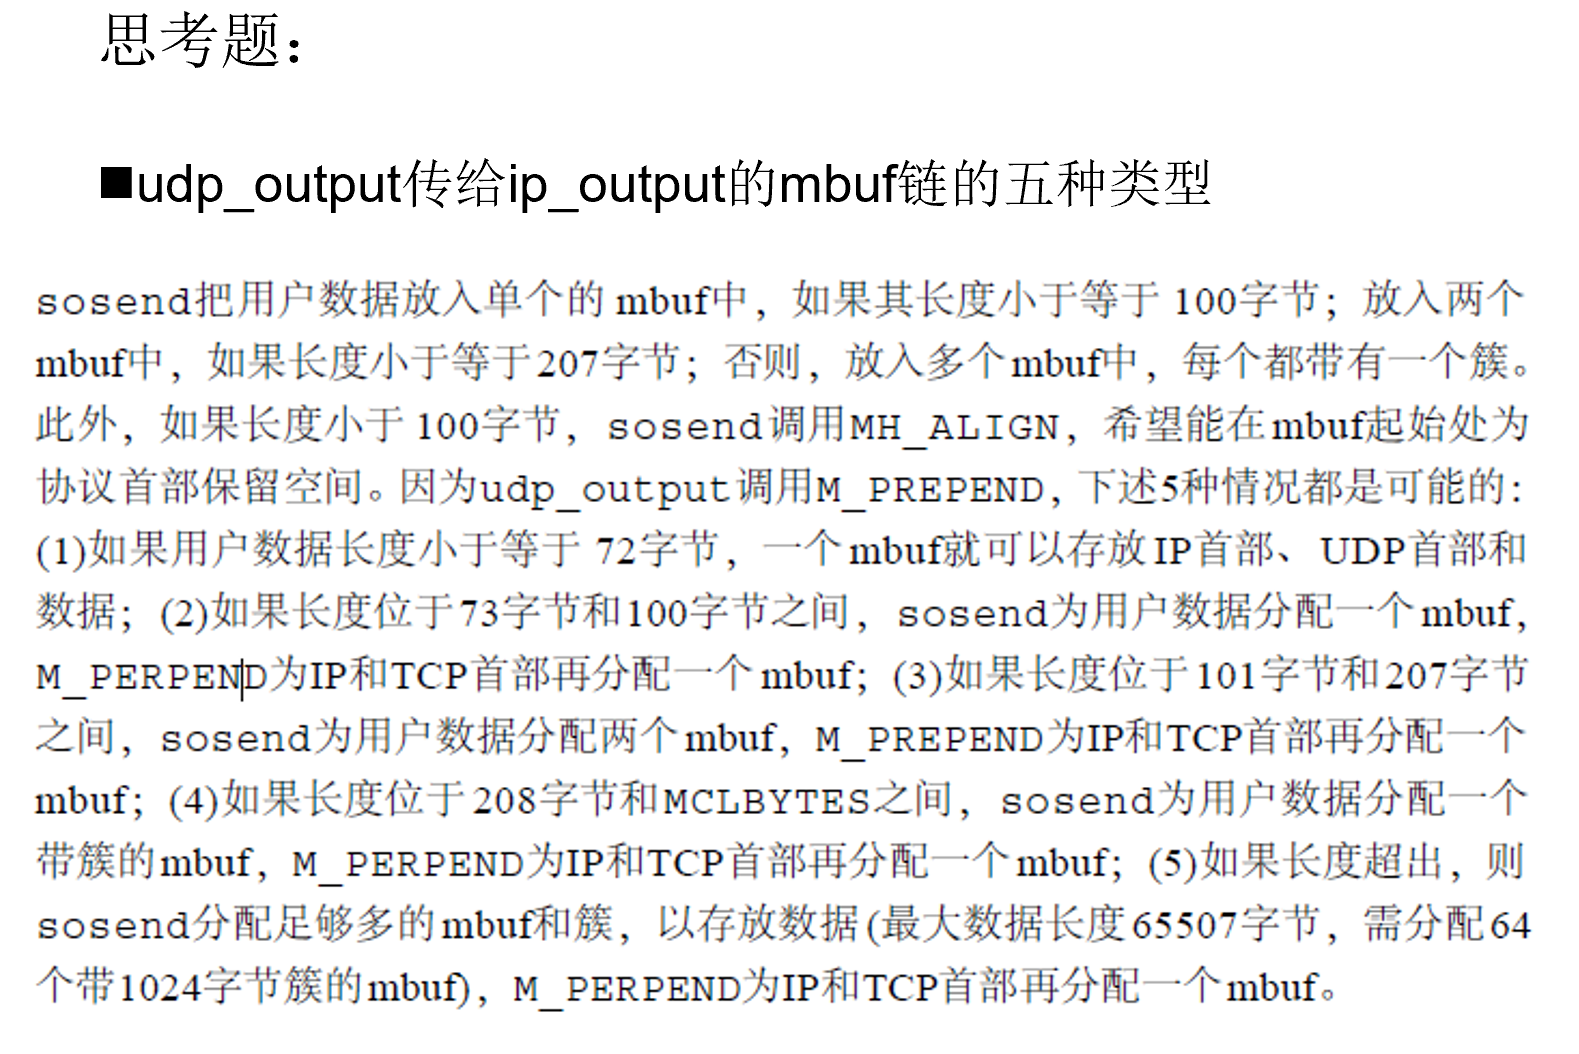 思考题：
■udp_output传给ip_output的mbuf链的五种类型
sosend把用户数据放入单个的mbuf中，如果其长度小于等于100字节；放入两个
mbuf中，如果长度小于等于207字节；否则，放入多个mbuf中，每个都带有一个簇。
此外，如果长度小于100字节，sosend调用MH_ALIGN，希望能在mbuf起始处为
协议首部保留空间。因为udp_output调用M_PREPEND，下述5种情况都是可能的：
(1)如果用户数据长度小于等于72字节，一个mbuf就可以存放IP首部、UDP首部和
数据；(2)如果长度位于73字节和100字节之间，sosend为用户数据分配一个mbuf，
M_PERPEND为IP和TCP首部再分配一个mbuf；(3)如果长度位于101字节和207字节
之间，sosend为用户数据分配两个mbuf，M_PREPEND为IP和TCP首部再分配一个
mbuf；(4)如果长度位于208字节和MCLBYTES之间，sosend为用户数据分配一个
带簇的mbuf，M_PERPEND为IP和TCP首部再分配一个mbuf；(5)如果长度超出，则
sosend分配足够多的mbuf和簇，以存放数据(最大数据长度65507字节，需分配64
个带1024字节簇的mbuf)，M_PERPEND为IP和TCP首部再分配一个mbuf。